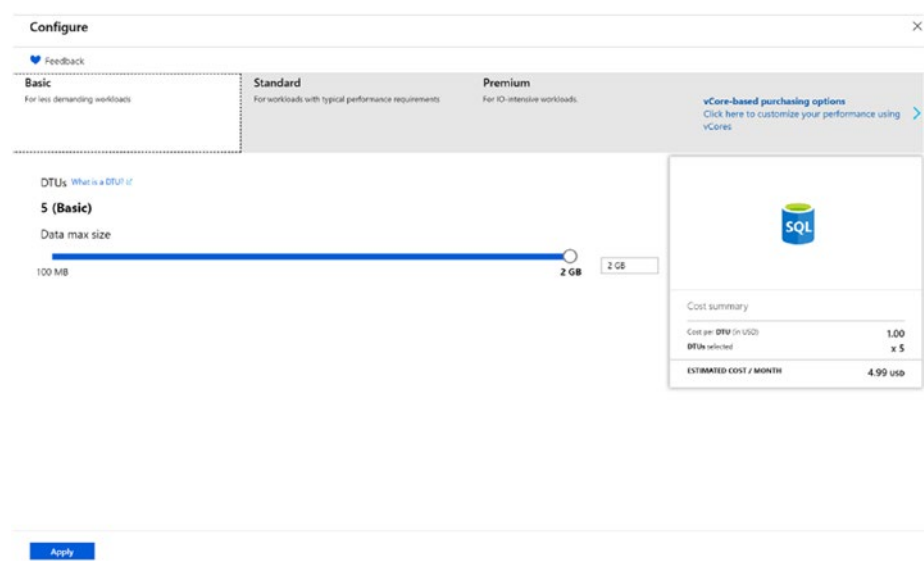 Configure
Feedback
Basic
For less demanding workloads
Standard
For workloads with typical performance requirements
Premium
For IO-intensive workloads.
vCore-based purchasing options
Click here to customize your performance using
vCores
DTUs What is a DTU?
5 (Basic)
Data max size
100 MB
2 GB
2 GB
SQL
Cost summary
Cost per DTU (in USD) 1.00
DTUs selected x 5
ESTIMATED COST / MONTH 4.99 USD
Apply